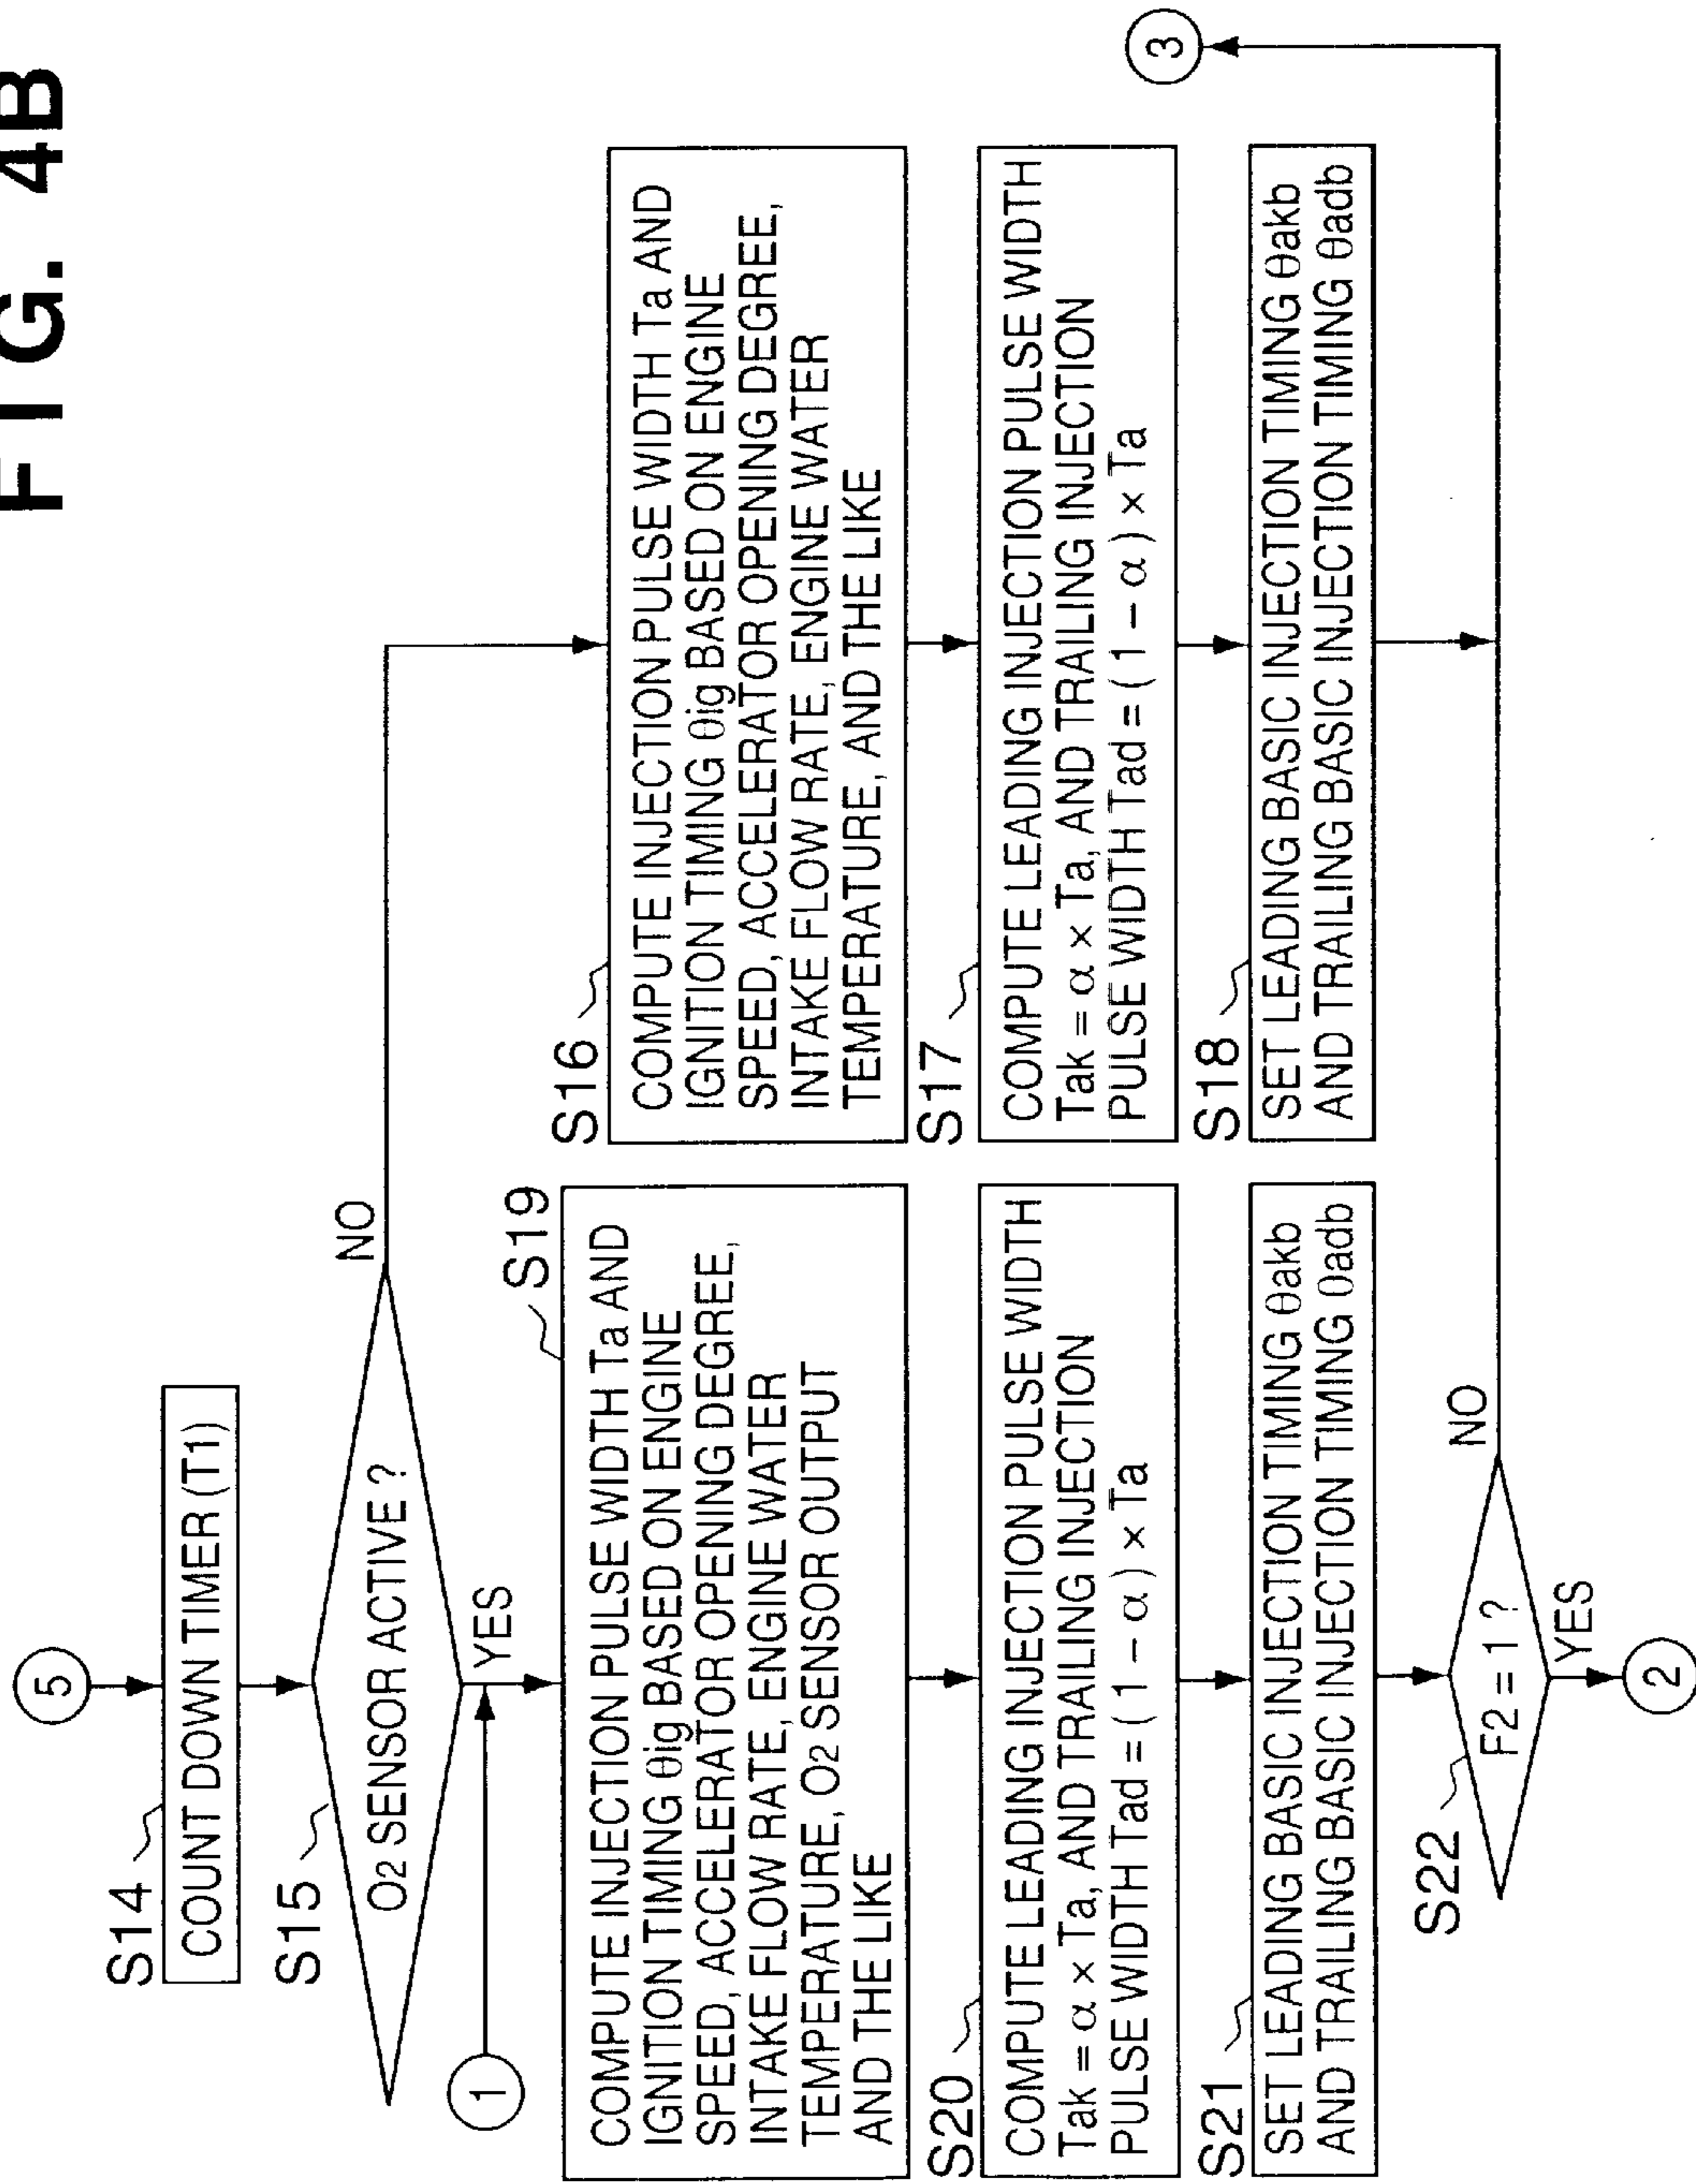 FIG. 4B
5
S14
COUNT DOWN TIMER (T1)
S15
O2 SENSOR ACTIVE ?
NO
YES
1
S19
COMPUTE INJECTION PULSE WIDTH Ta AND
IGNITION TIMING θig BASED ON ENGINE
SPEED, ACCELERATOR OPENING DEGREE,
INTAKE FLOW RATE, ENGINE WATER
TEMPERATURE, O2 SENSOR OUTPUT
AND THE LIKE
S20
COMPUTE LEADING INJECTION PULSE WIDTH
Tak = α × Ta, AND TRAILING INJECTION
PULSE WIDTH Tad = ( 1 - α ) × Ta
S21
SET LEADING BASIC INJECTION TIMING θakb
AND TRAILING BASIC INJECTION TIMING θadb
S22
F2 = 1 ?
NO
YES
2
S16
COMPUTE INJECTION PULSE WIDTH Ta AND
IGNITION TIMING θig BASED ON ENGINE
SPEED, ACCELERATOR OPENING DEGREE,
INTAKE FLOW RATE, ENGINE WATER
TEMPERATURE, AND THE LIKE
S17
COMPUTE LEADING INJECTION PULSE WIDTH
Tak = α × Ta, AND TRAILING INJECTION
PULSE WIDTH Tad = ( 1 - α ) × Ta
S18
SET LEADING BASIC INJECTION TIMING θakb
AND TRAILING BASIC INJECTION TIMING θadb
3